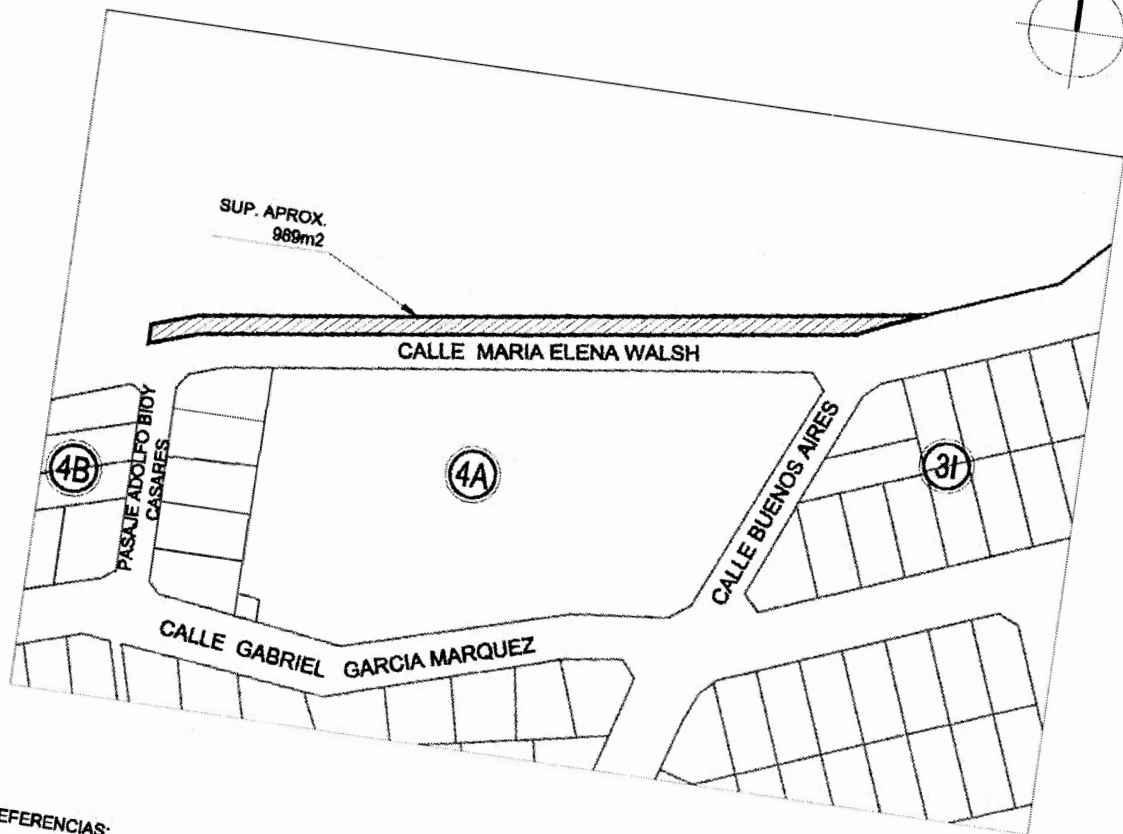 SUP. APROX.
989m2
CALLE MARIA ELENA WALSH
PASAJE ADOLFO BIOY
CASARES
4B
4A
3I
CALLE BUENOS AIRES
CALLE GABRIEL GARCIA MARQUEZ
EFERENCIAS: